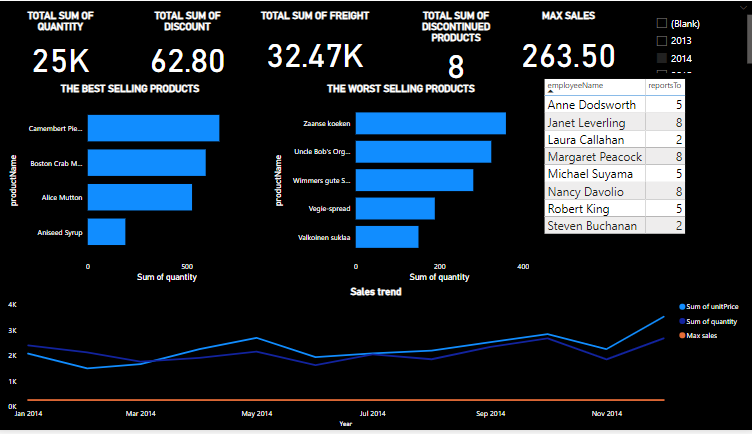 TOTAL SUM OF
QUANTITY
25K
TOTAL SUM OF
DISCOUNT
62.80
TOTAL SUM OF FREIGHT
32.47K
TOTAL SUM OF
DISCONTINUED
PRODUCTS
8
MAX SALES
263.50
(Blank)
2013
2014
THE BEST SELLING PRODUCTS
productName
Camembert Pie...
Boston Crab M...
Alice Mutton
Aniseed Syrup
0 500
Sum of quantity
THE WORST SELLING PRODUCTS
productName
Zaanse koeken
Uncle Bob's Org...
Wimmers gute S...
Vegie-spread
Valkoinen suklaa
0 200 400
Sum of quantity
employeeName reportsTo
Anne Dodsworth 5
Janet Leverling 8
Laura Callahan 2
Margaret Peacock 8
Michael Suyama 5
Nancy Davolio 8
Robert King 5
Steven Buchanan 2
Sales trend
4K
3K
2K
1K
0K
Jan 2014 Mar 2014 May 2014 Jul 2014 Sep 2014 Nov 2014
Year
Sum of unitPrice
Sum of quantity
Max sales